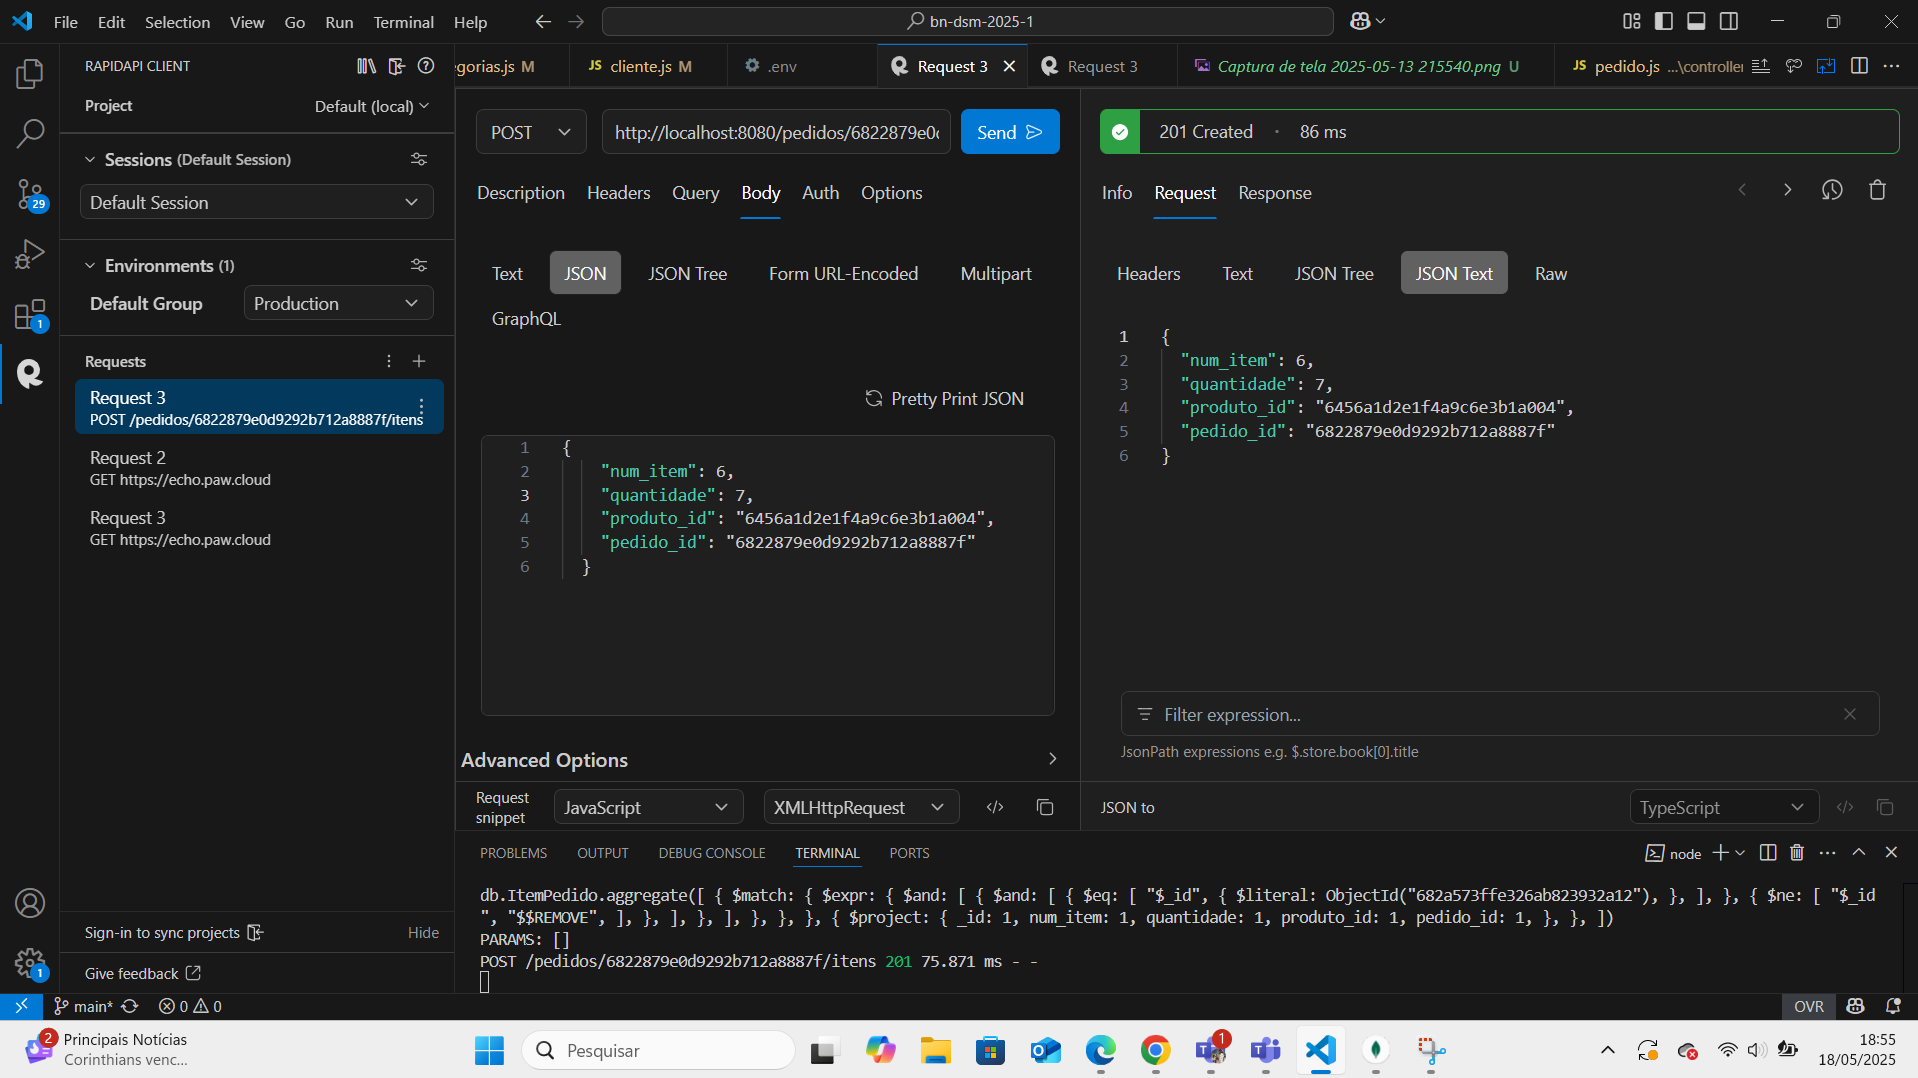 File Edit Selection View Go Run Terminal Help
bn-dsm-2025-1
RAPIDAPI CLIENT
Project
Default (local)
Sessions (Default Session)
Default Session
Environments (1)
Default Group
Production
Requests
Request 3
POST /pedidos/6822879e0d9292b712a8887f/itens
Request 2
GET https://echo.paw.cloud
Request 3
GET https://echo.paw.cloud
Sign-in to sync projects
Hide
Give feedback
29
1
1
egorias.js M
JS cliente.js M
.env
Request 3
Request 3
Captura de tela 2025-05-13 215540.png U
JS pedido.js ...\controller
POST
http://localhost:8080/pedidos/6822879e0
Send
Description Headers Query Body Auth Options
Text JSON JSON Tree Form URL-Encoded Multipart
GraphQL
Pretty Print JSON
1 {
2 "num_item": 6,
3 "quantidade": 7,
4 "produto_id": "6456a1d2e1f4a9c6e3b1a004",
5 "pedido_id": "6822879e0d9292b712a8887f"
6 }
Advanced Options
Request
snippet
JavaScript
XMLHttpRequest
201 Created · 86 ms
Info Request Response
Headers Text JSON Tree JSON Text Raw
1 {
2 "num_item": 6,
3 "quantidade": 7,
4 "produto_id": "6456a1d2e1f4a9c6e3b1a004",
5 "pedido_id": "6822879e0d9292b712a8887f"
6 }
Filter expression...
JsonPath expressions e.g. $.store.book[0].title
JSON to
TypeScript
PROBLEMS OUTPUT DEBUG CONSOLE TERMINAL PORTS
node
db.ItemPedido.aggregate([ { $match: { $expr: { $and: [ { $and: [ { $eq: [ "$_id", { $literal: ObjectId("682a573ffe326ab823932a12"), }, ], }, { $ne: [ "$_id
", "$$REMOVE", ], }, ], }, ], }, }, }, { $project: { _id: 1, num_item: 1, quantidade: 1, produto_id: 1, pedido_id: 1, }, }, ])
PARAMS: []
POST /pedidos/6822879e0d9292b712a8887f/itens 201 75.871 ms - -
main*
0 0
OVR
2
Principais Notícias
Corinthians venc...
Pesquisar
1
18:55
18/05/2025